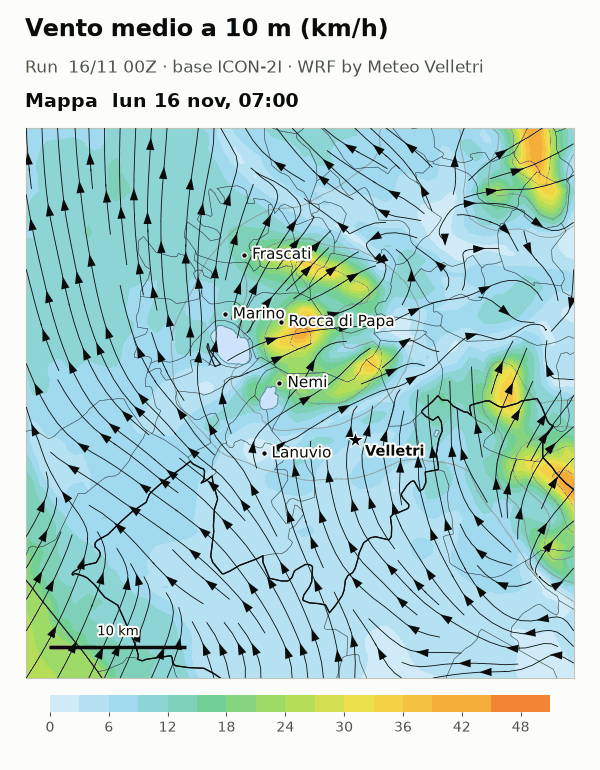 Vento medio a 10 m (km/h)
Run  16/11 00Z · base ICON-2I · WRF by Meteo Velletri
Mappa  lun 16 nov, 07:00
Frascati
Marino
Rocca di Papa
Nemi
Velletri
Lanuvio
10 km
0 6 12 18 24 30 36 42 48